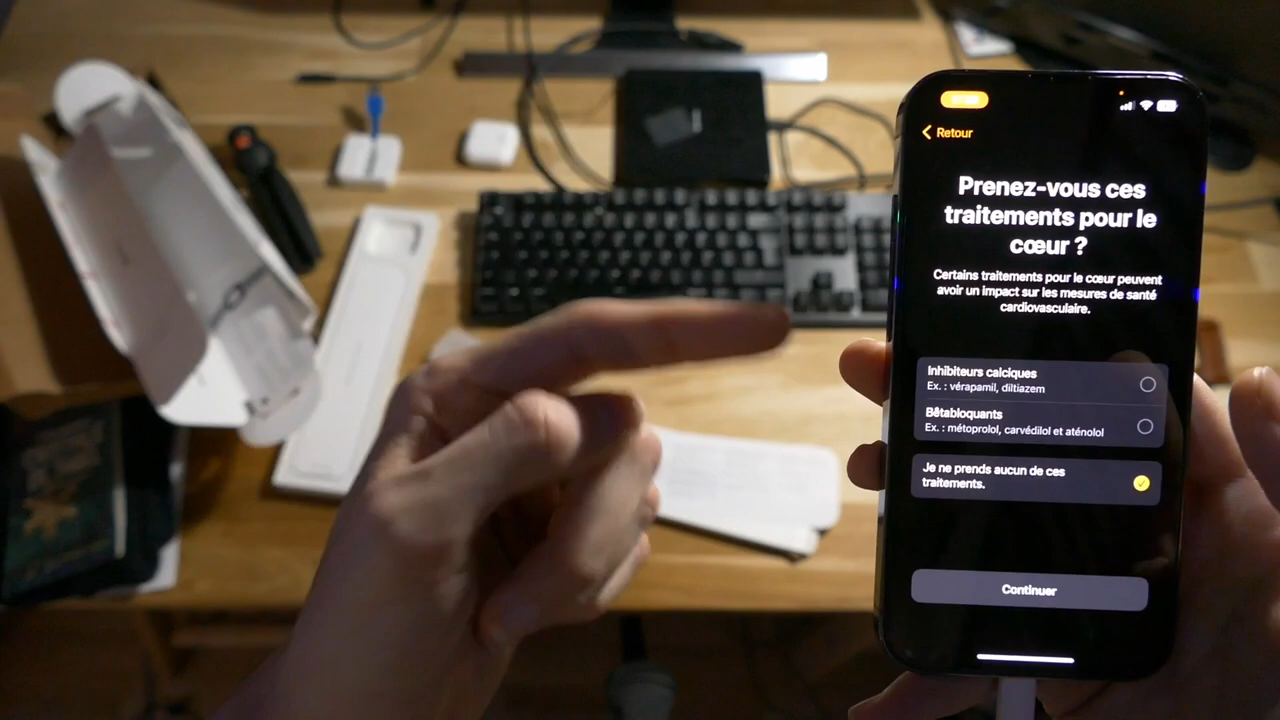 Retour
Prenez-vous ces
traitements pour le
cœur ?
Certains traitements pour le cœur peuvent
avoir un impact sur les mesures de santé
cardiovasculaire.
Inhibiteurs calciques
Ex. : vérapamil, diltiazem
Bêtabloquants
Ex. : métoprolol, carvédilol et aténolol
Je ne prends aucun de ces
traitements.
Continuer